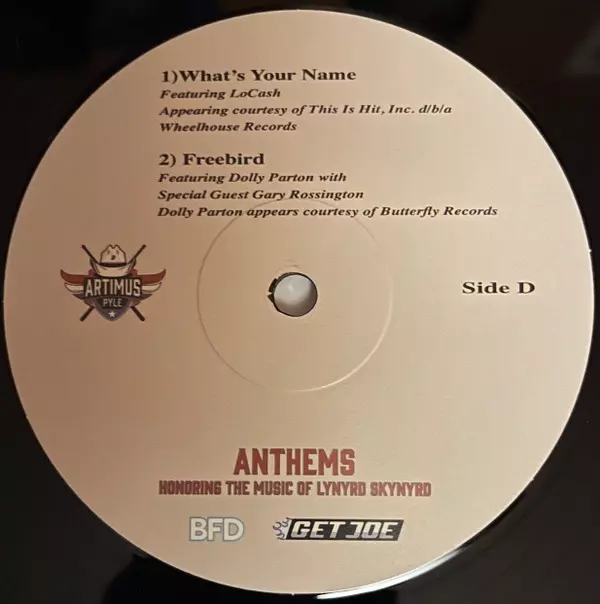 1)What's Your Name
Featuring LoCash
Appearing courtesy of This Is Hit, Inc. d/b/a
Wheelhouse Records
2) Freebird
Featuring Dolly Parton with
Special Guest Gary Rossington
Dolly Parton appears courtesy of Butterfly Records
ARTIMUS
PYLE
Side D
ANTHEMS
HONORING THE MUSIC OF LYNYRD SKYNYRD
BFD
GET JOE